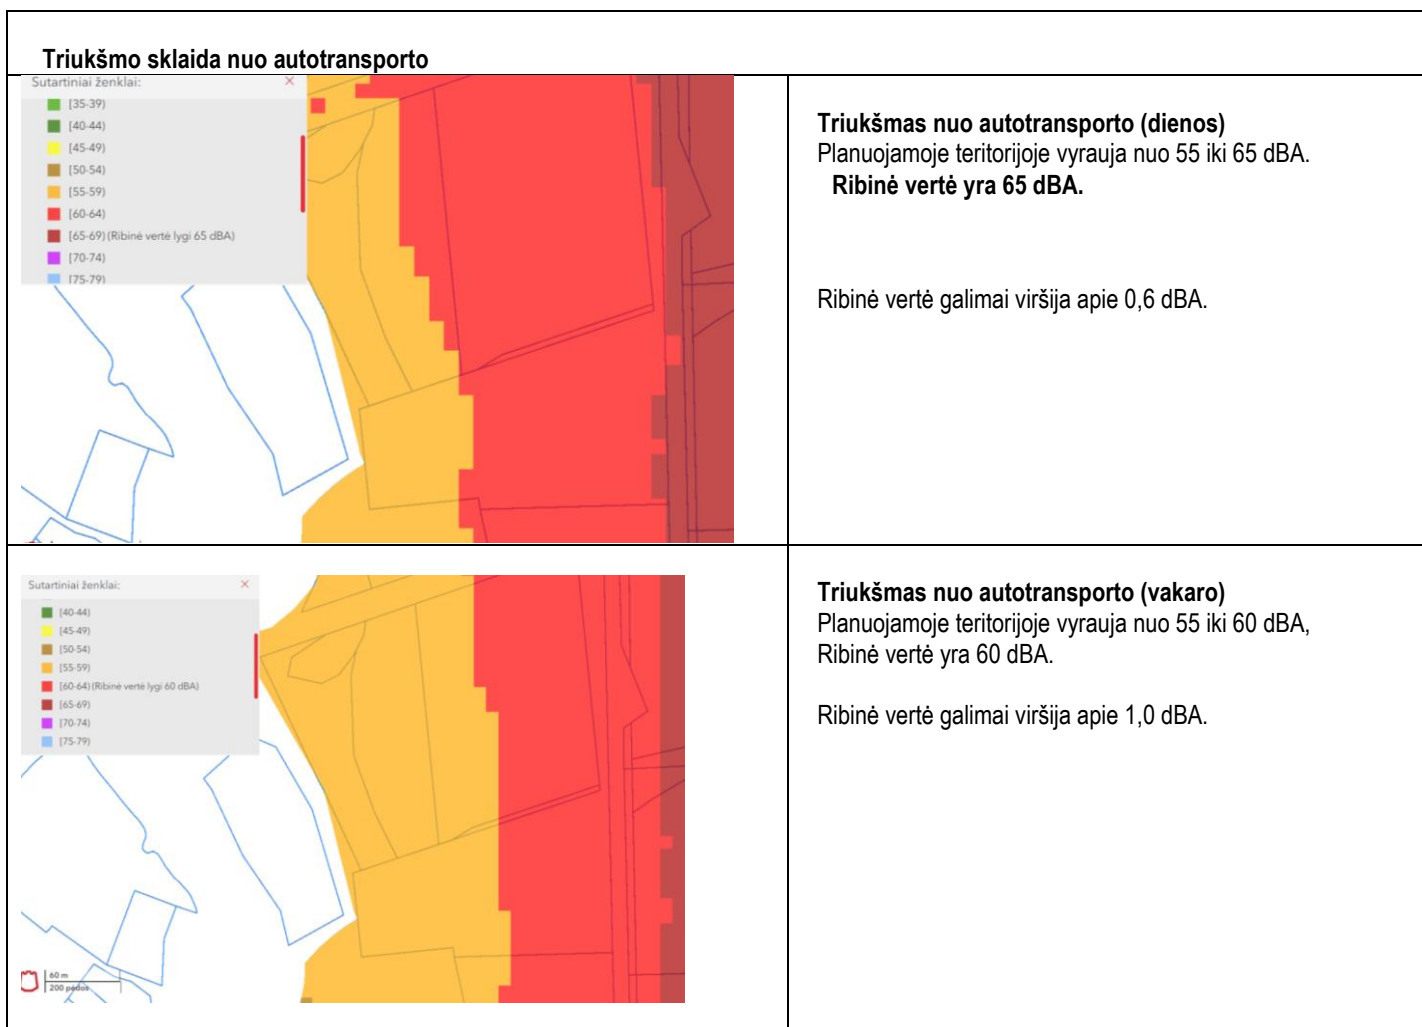 Triukšmo sklaida nuo autotransporto
Sutartiniai ženklai:
[35-39)
[40-44)
[45-49)
[50-54)
[55-59)
[60-64)
[65-69) (Ribinė vertė lygi 65 dBA)
[70-74)
[75-79)
Triukšmas nuo autotransporto (dienos)
Planuojamoje teritorijoje vyrauja nuo 55 iki 65 dBA.
Ribinė vertė yra 65 dBA.
Ribinė vertė galimai viršija apie 0,6 dBA.
Sutartiniai ženklai:
[40-44)
[45-49)
[50-54)
[55-59)
[60-64) (Ribinė vertė lygi 60 dBA)
[65-69)
[70-74)
[75-79)
60 m
200 pėdos
Triukšmas nuo autotransporto (vakaro)
Planuojamoje teritorijoje vyrauja nuo 55 iki 60 dBA,
Ribinė vertė yra 60 dBA.
Ribinė vertė galimai viršija apie 1,0 dBA.